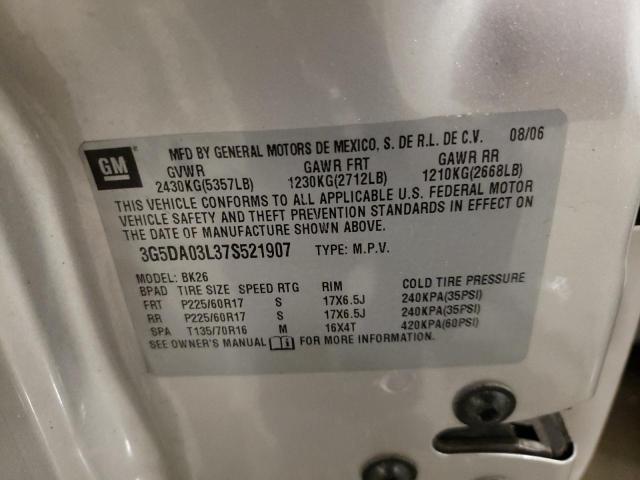 GM
MFD BY GENERAL MOTORS DE MEXICO, S. DE R.L. DE C.V. 08/06
GVWR GAWR FRT GAWR RR
2430KG(5357LB) 1230KG(2712LB) 1210KG(2668LB)
THIS VEHICLE CONFORMS TO ALL APPLICABLE U.S. FEDERAL MOTOR
VEHICLE SAFETY AND THEFT PREVENTION STANDARDS IN EFFECT ON
THE DATE OF MANUFACTURE SHOWN ABOVE.
3G5DA03L37S521907 TYPE: M.P.V.
MODEL: BK26
BPAD TIRE SIZE SPEED RTG RIM COLD TIRE PRESSURE
FRT P225/60R17 S 17X6.5J 240KPA(35PSI)
RR P225/60R17 S 17X6.5J 240KPA(35PSI)
SPA T135/70R16 M 16X4T 420KPA(60PSI)
SEE OWNER'S MANUAL FOR MORE INFORMATION.